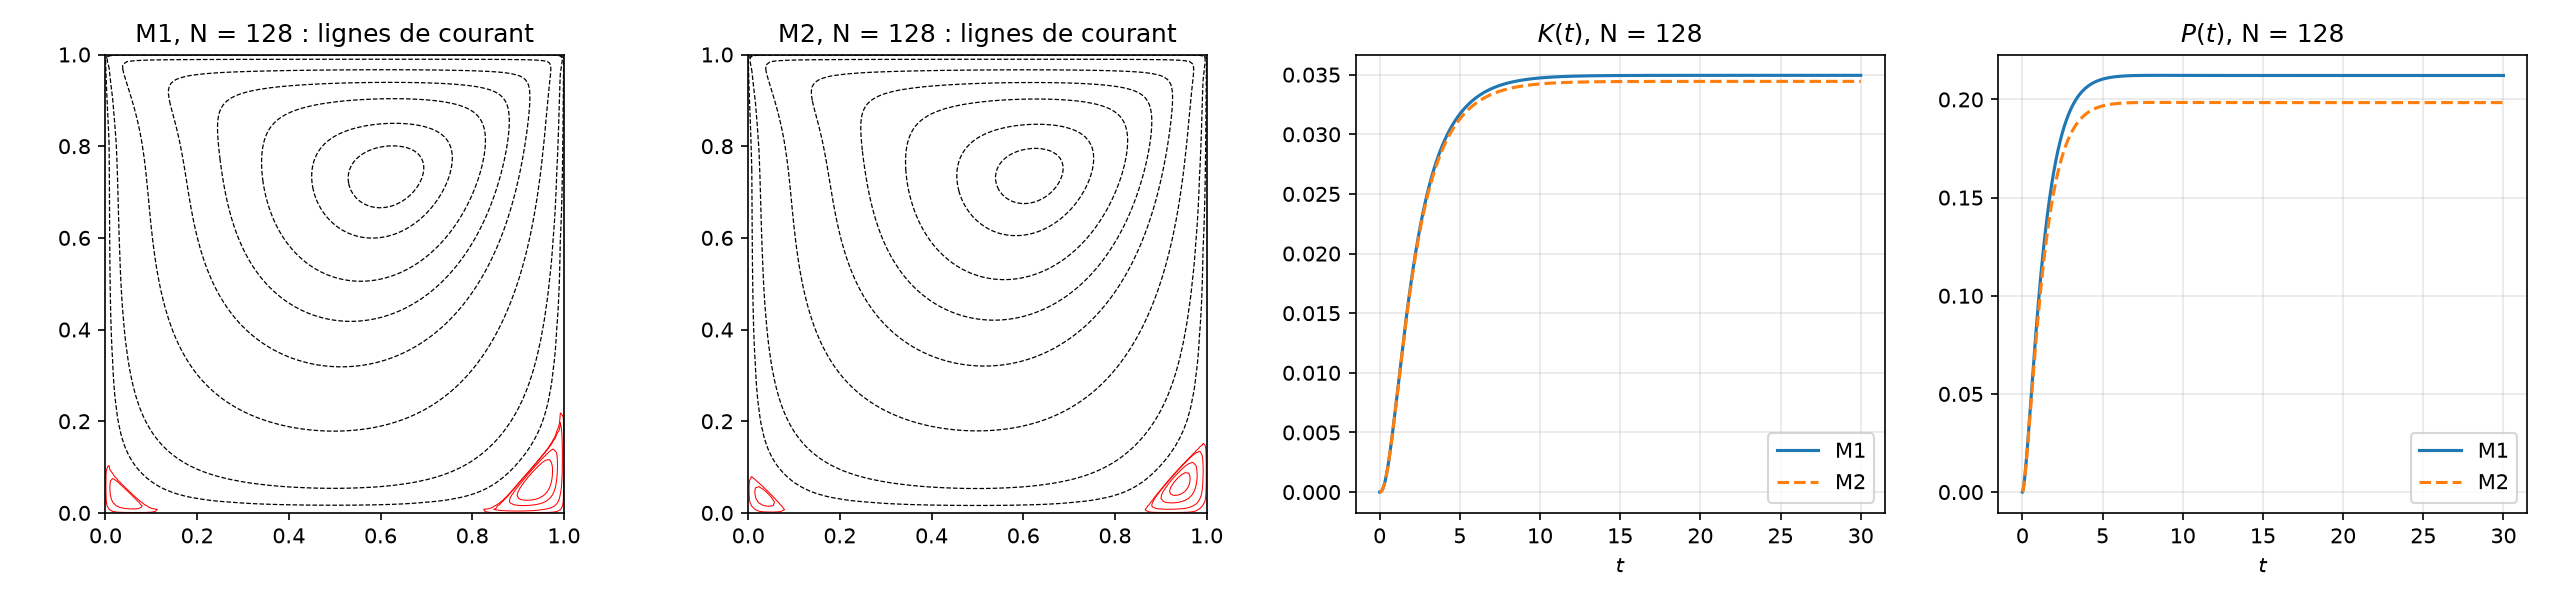 M1, N = 128 : lignes de courant
1.0
0.8
0.6
0.4
0.2
0.0
0.0 0.2 0.4 0.6 0.8 1.0
M2, N = 128 : lignes de courant
1.0
0.8
0.6
0.4
0.2
0.0
0.0 0.2 0.4 0.6 0.8 1.0
K(t), N = 128
0.035
0.030
0.025
0.020
0.015
0.010
0.005
0.000
M1
M2
0 5 10 15 20 25 30
t
P(t), N = 128
0.20
0.15
0.10
0.05
0.00
M1
M2
0 5 10 15 20 25 30
t